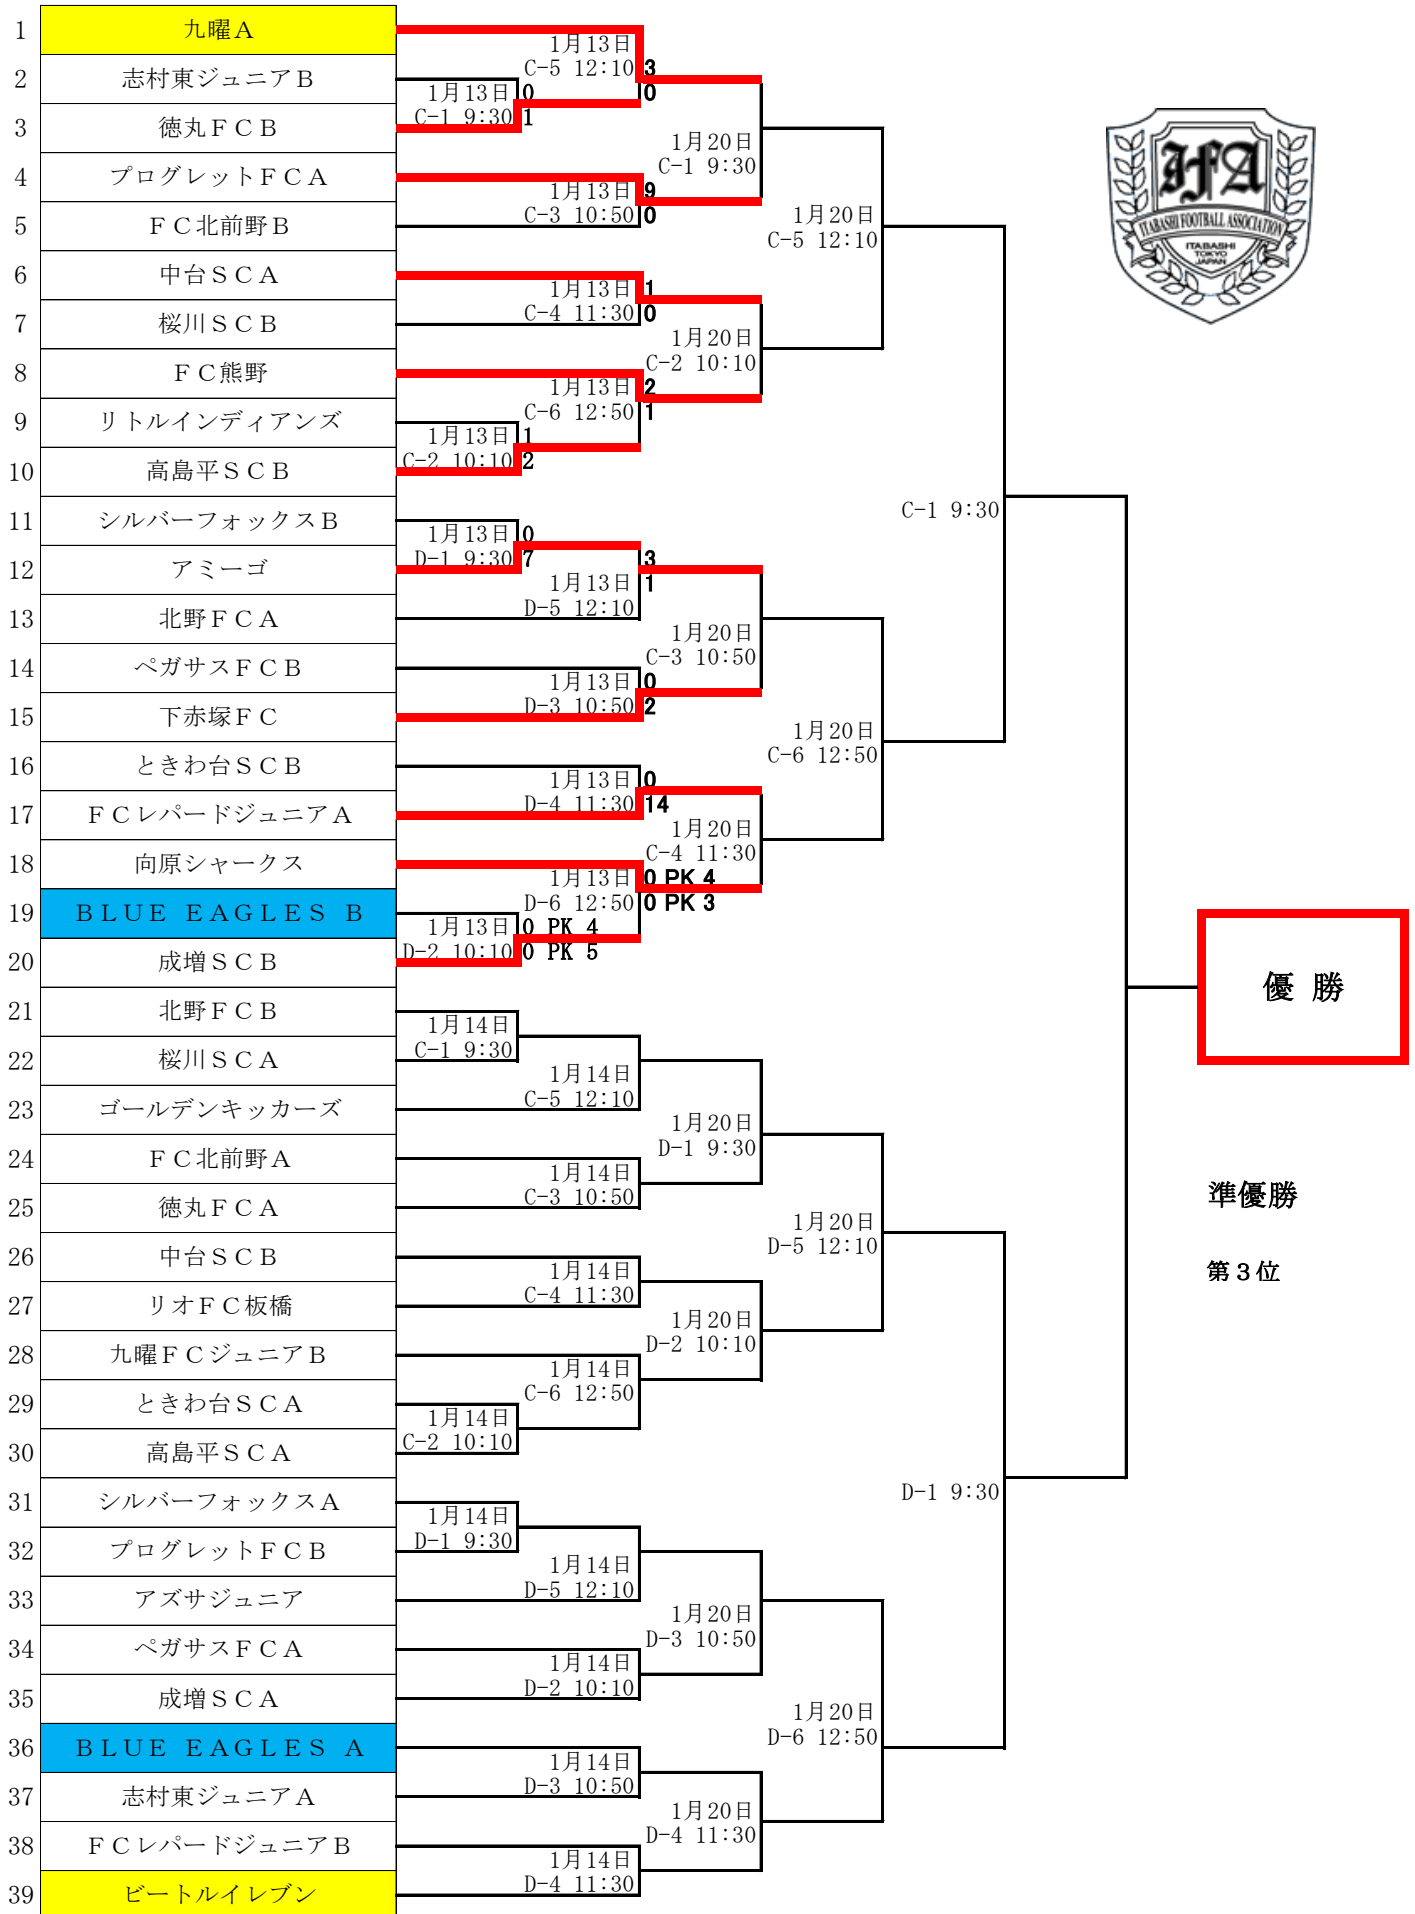 1 九曜A
2 志村東ジュニアB
3 徳丸FCB
4 プログレットFCA
5 FC北前野B
6 中台SCA
7 桜川SCB
8 FC熊野
9 リトルインディアンズ
10 高島平SCB
11 シルバーフォックスB
12 アミーゴ
13 北野FCA
14 ペガサスFCB
15 下赤塚FC
16 ときわ台SCB
17 FCレパードジュニアA
18 向原シャークス
19 BLUE EAGLES B
20 成増SCB
21 北野FCB
22 桜川SCA
23 ゴールデンキッカーズ
24 FC北前野A
25 徳丸FCA
26 中台SCB
27 リオFC板橋
28 九曜FCジュニアB
29 ときわ台SCA
30 高島平SCA
31 シルバーフォックスA
32 プログレットFCB
33 アズサジュニア
34 ペガサスFCA
35 成増SCA
36 BLUE EAGLES A
37 志村東ジュニアA
38 FCレパードジュニアB
39 ビートルイレブン
1月13日 0
C-1 9:30 1
1月13日 1
C-2 10:10 2
1月13日 0
D-1 9:30 7
1月13日 0 PK 4
D-2 10:10 0 PK 5
1月14日
C-1 9:30
1月14日
C-2 10:10
1月14日
D-1 9:30
1月13日
C-5 12:10 3
0
1月13日 9
C-3 10:50 0
1月13日 1
C-4 11:30 0
1月13日 2
C-6 12:50 1
3
1月13日 1
D-5 12:10
1月13日 0
D-3 10:50 2
1月13日 0
D-4 11:30 14
1月13日 0 PK 4
D-6 12:50 0 PK 3
1月14日
C-5 12:10
1月14日
C-3 10:50
1月14日
C-4 11:30
1月14日
C-6 12:50
1月14日
D-5 12:10
1月14日
D-2 10:10
1月14日
D-3 10:50
1月14日
D-4 11:30
1月20日
C-1 9:30
1月20日
C-2 10:10
1月20日
C-3 10:50
1月20日
C-4 11:30
1月20日
D-1 9:30
1月20日
D-2 10:10
1月20日
D-3 10:50
1月20日
D-4 11:30
1月20日
C-5 12:10
1月20日
C-6 12:50
1月20日
D-5 12:10
1月20日
D-6 12:50
C-1 9:30
D-1 9:30
IFA
ITABASHI FOOTBALL ASSOCIATION
ITABASHI
TOKYO
JAPAN
優 勝
準優勝
第3位